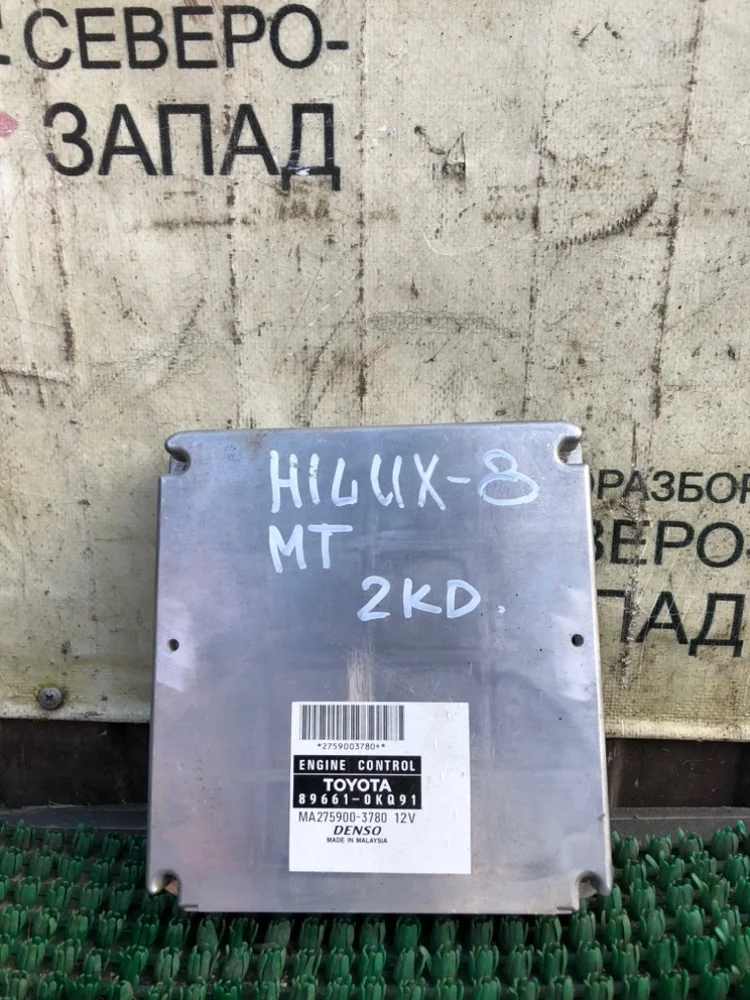 СЕВЕРО-
ЗАПАД
HILUX-8
MT
2KD.
ОРАЗБОР
ВЕРО-
ПАД
*2759003780**
ENGINE CONTROL
TOYOTA
89661-0KQ91
MA275900-3780 12V
DENSO
MADE IN MALAYSIA